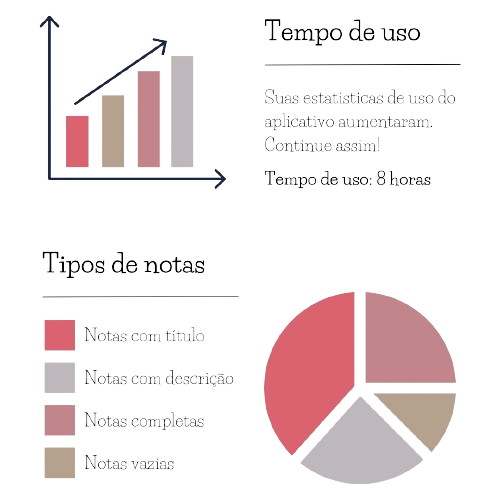 Tempo de uso
Suas estatisticas de uso do
aplicativo aumentaram.
Continue assim!
Tempo de uso: 8 horas
Tipos de notas
Notas com título
Notas com descrição
Notas completas
Notas vazias